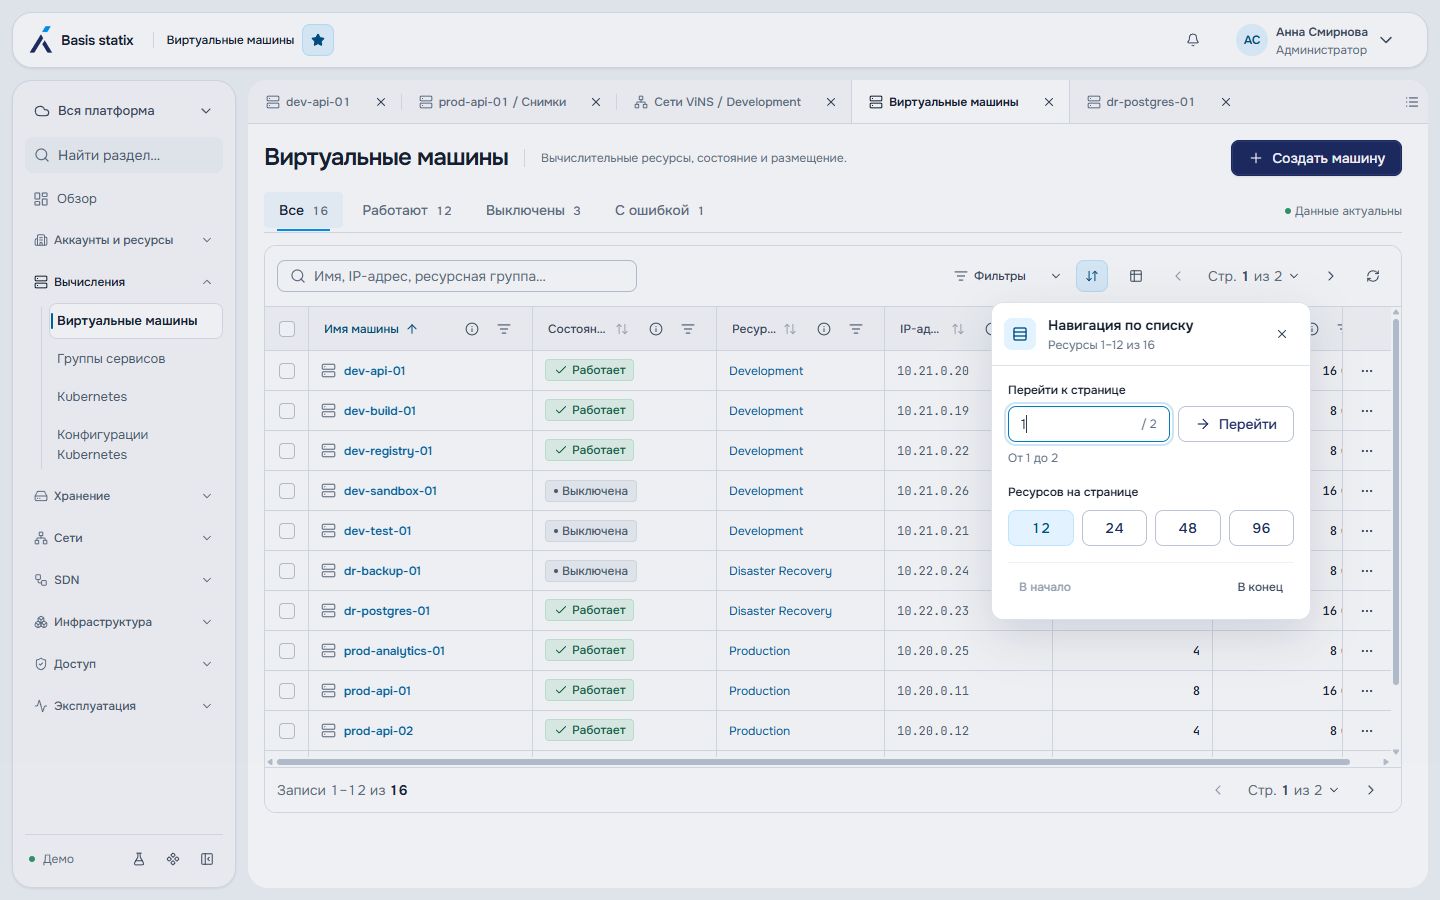 Basis statix
Виртуальные машины
АС
Анна Смирнова
Администратор
Вся платформа
Найти раздел...
Обзор
Аккаунты и ресурсы
Вычисления
Виртуальные машины
Группы сервисов
Kubernetes
Конфигурации
Kubernetes
Хранение
Сети
SDN
Инфраструктура
Доступ
Эксплуатация
Демо
dev-api-01
prod-api-01 / Снимки
Сети ViNS / Development
Виртуальные машины
dr-postgres-01
Виртуальные машины
Вычислительные ресурсы, состояние и размещение.
Создать машину
Все 16
Работают 12
Выключены 3
С ошибкой 1
Данные актуальны
Имя, IP-адрес, ресурсная группа...
Фильтры
Стр. 1 из 2
Имя машины
Состоян...
Ресур...
IP-ад...
dev-api-01 Работает Development 10.21.0.20 16
dev-build-01 Работает Development 10.21.0.19 8
dev-registry-01 Работает Development 10.21.0.22 8
dev-sandbox-01 Выключена Development 10.21.0.26 16
dev-test-01 Выключена Development 10.21.0.21 8
dr-backup-01 Выключена Disaster Recovery 10.22.0.24 8
dr-postgres-01 Работает Disaster Recovery 10.22.0.23 16
prod-analytics-01 Работает Production 10.20.0.25 4 8
prod-api-01 Работает Production 10.20.0.11 8 16
prod-api-02 Работает Production 10.20.0.12 4 8
Записи 1–12 из 16
Стр. 1 из 2
Навигация по списку
Ресурсы 1–12 из 16
Перейти к странице
1 / 2
Перейти
От 1 до 2
Ресурсов на странице
12 24 48 96
В начало
В конец